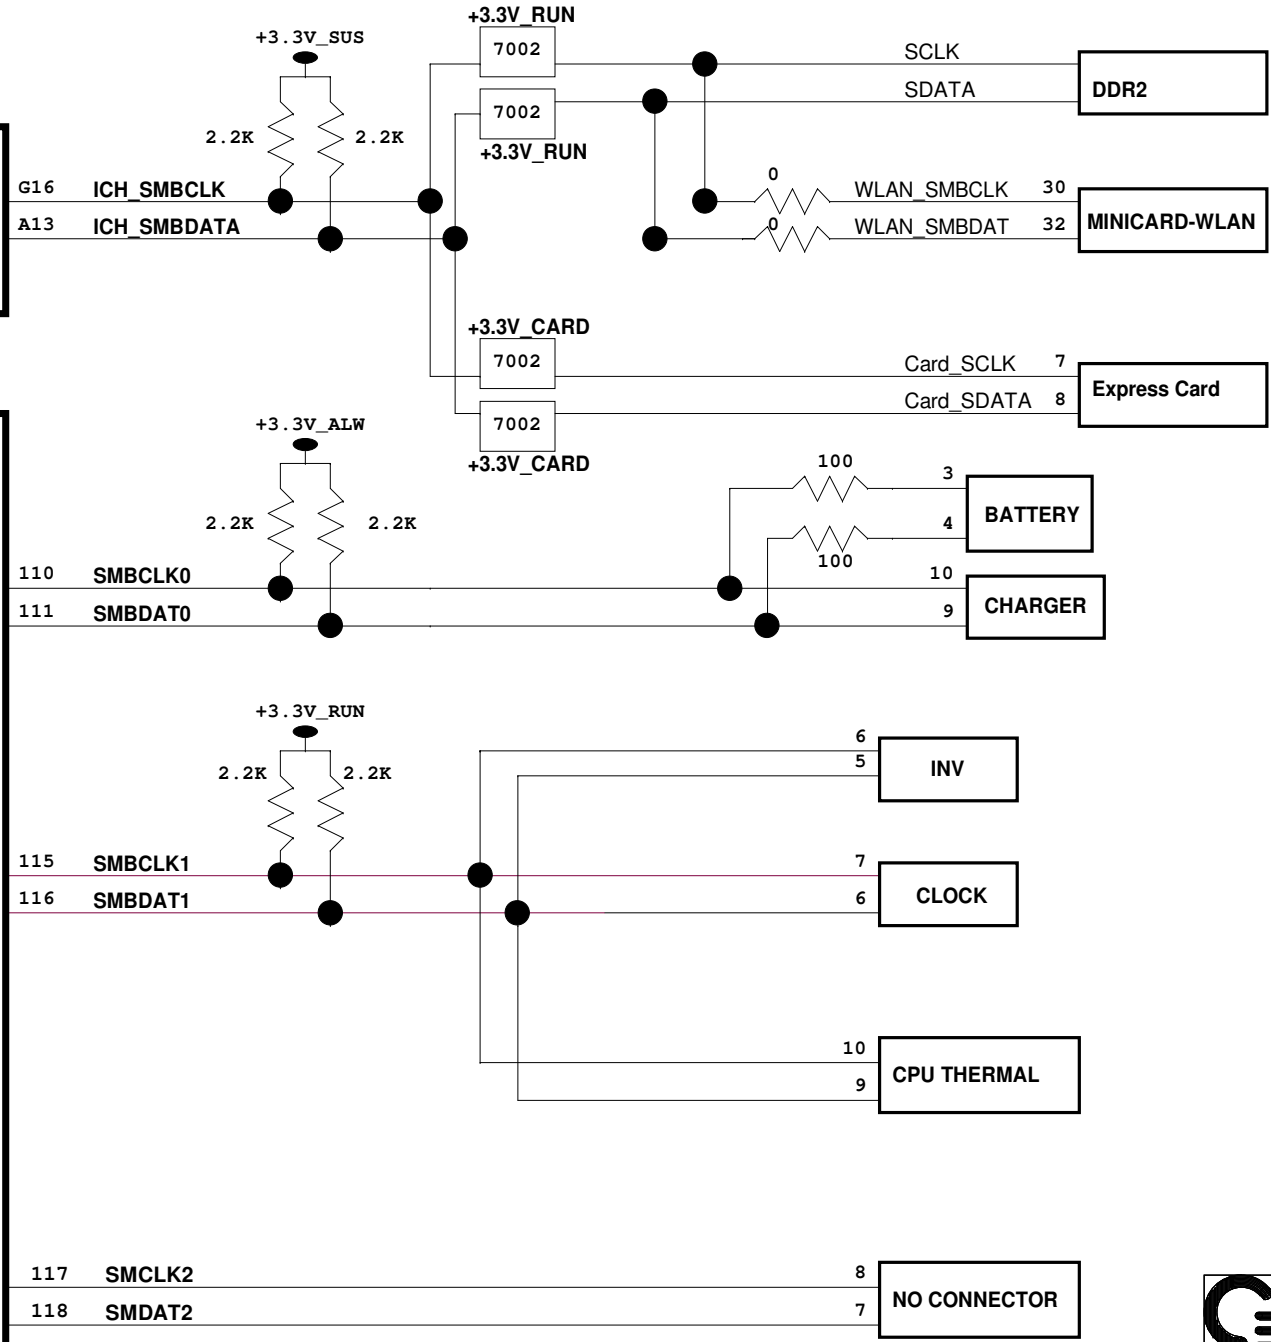 +3.3V_RUN
+3.3V_SUS
7002
SCLK
SDATA
DDR2
7002
2.2K
2.2K
+3.3V_RUN
0
G16 ICH_SMBCLK
WLAN_SMBCLK 30
A13 ICH_SMBDATA
0
WLAN_SMBDAT 32
MINICARD-WLAN
+3.3V_CARD
7002
Card_SCLK 7
Card_SDATA 8
Express Card
+3.3V_ALW
7002
+3.3V_CARD
100
3
2.2K
2.2K
4
BATTERY
100
110 SMBCLK0
10
111 SMBDAT0
9
CHARGER
+3.3V_RUN
6
5
INV
2.2K
2.2K
115 SMBCLK1
7
116 SMBDAT1
6
CLOCK
10
9
CPU THERMAL
117 SMCLK2
8
118 SMDAT2
7
NO CONNECTOR